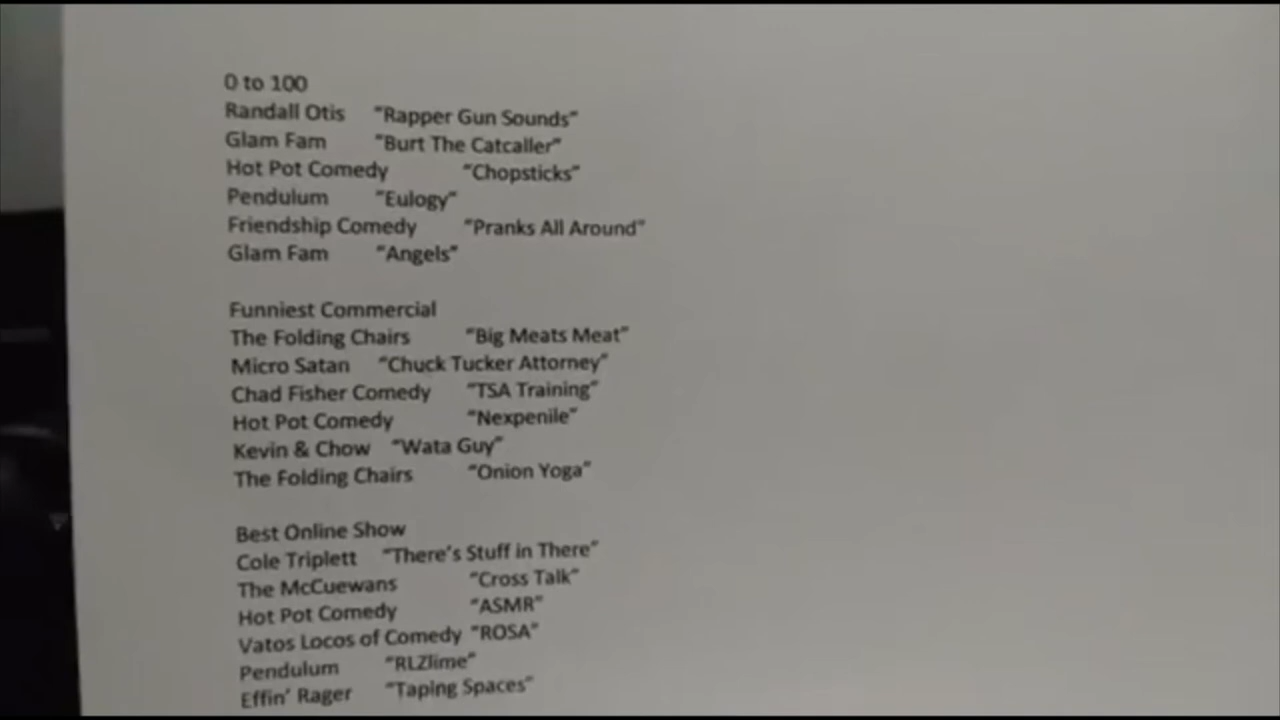 0 to 100
Randall Otis "Rapper Gun Sounds"
Glam Fam "Burt The Catcaller"
Hot Pot Comedy "Chopsticks"
Pendulum "Eulogy"
Friendship Comedy "Pranks All Around"
Glam Fam "Angels"
Funniest Commercial
The Folding Chairs "Big Meats Meat"
Micro Satan "Chuck Tucker Attorney"
Chad Fisher Comedy "TSA Training"
Hot Pot Comedy "Nexpenile"
Kevin & Chow "Wata Guy"
The Folding Chairs "Onion Yoga"
Best Online Show
Cole Triplett "There's Stuff in There"
The McCuewans "Cross Talk"
Hot Pot Comedy "ASMR"
Vatos Locos of Comedy "ROSA"
Pendulum "RLZlime"
Effin' Rager "Taping Spaces"